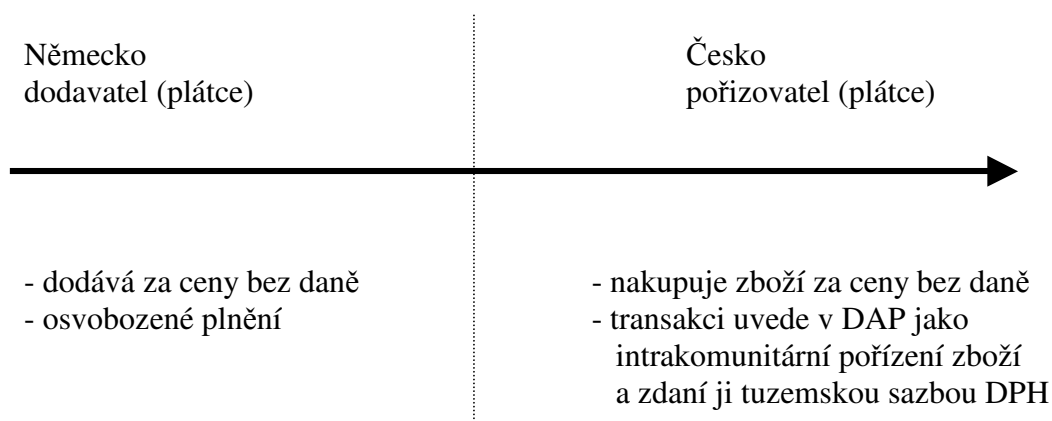 Německo
dodavatel (plátce)
Česko
pořizovatel (plátce)
- dodává za ceny bez daně
- osvobozené plnění
- nakupuje zboží za ceny bez daně
- transakci uvede v DAP jako
intrakomunitární pořízení zboží
a zdaní ji tuzemskou sazbou DPH